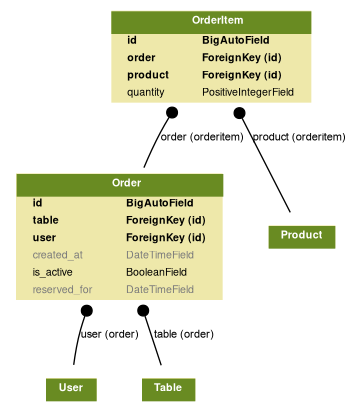 OrderItem
id BigAutoField
order ForeignKey (id)
product ForeignKey (id)
quantity PositiveIntegerField
order (orderitem) product (orderitem)
Order
id BigAutoField
table ForeignKey (id)
user ForeignKey (id)
created_at DateTimeField
is_active BooleanField
reserved_for DateTimeField
Product
user (order) table (order)
User Table